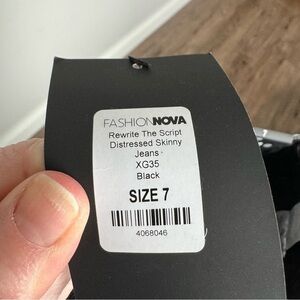 FASHIONNOVA
Rewrite The Script
Distressed Skinny
Jeans -
XG35
Black
SIZE 7
4068046